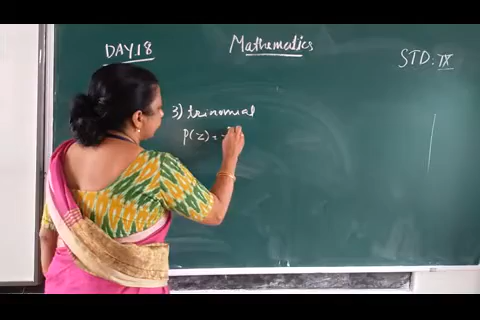 DAY.18
Mathematics
STD. IX
3) trinomial
P(z) =